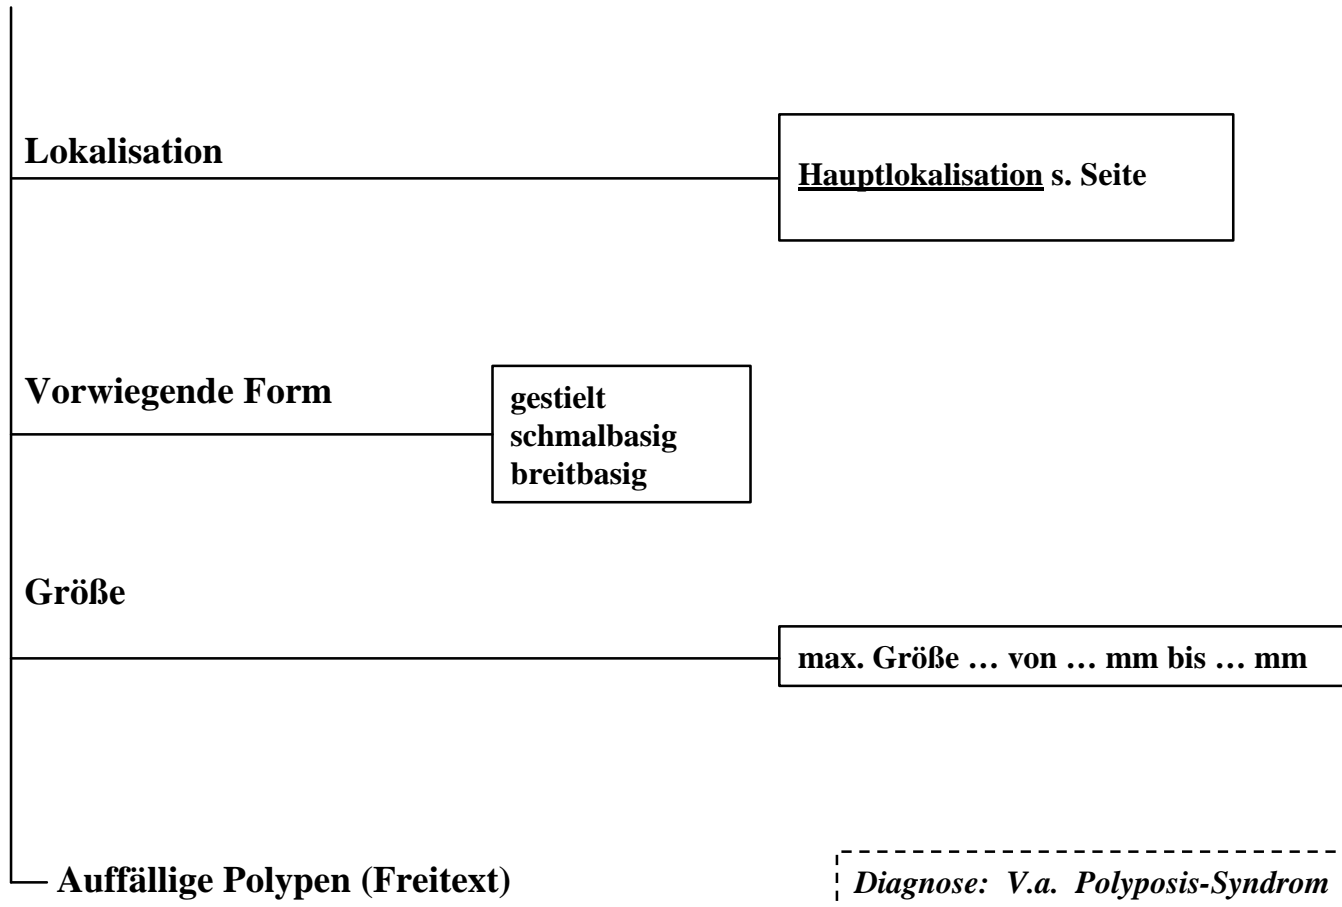 Lokalisation
Hauptlokalisation s. Seite
Vorwiegende Form
gestielt
schmalbasig
breitbasig
Größe
max. Größe … von … mm bis … mm
Auffällige Polypen (Freitext)
Diagnose: V.a. Polyposis-Syndrom